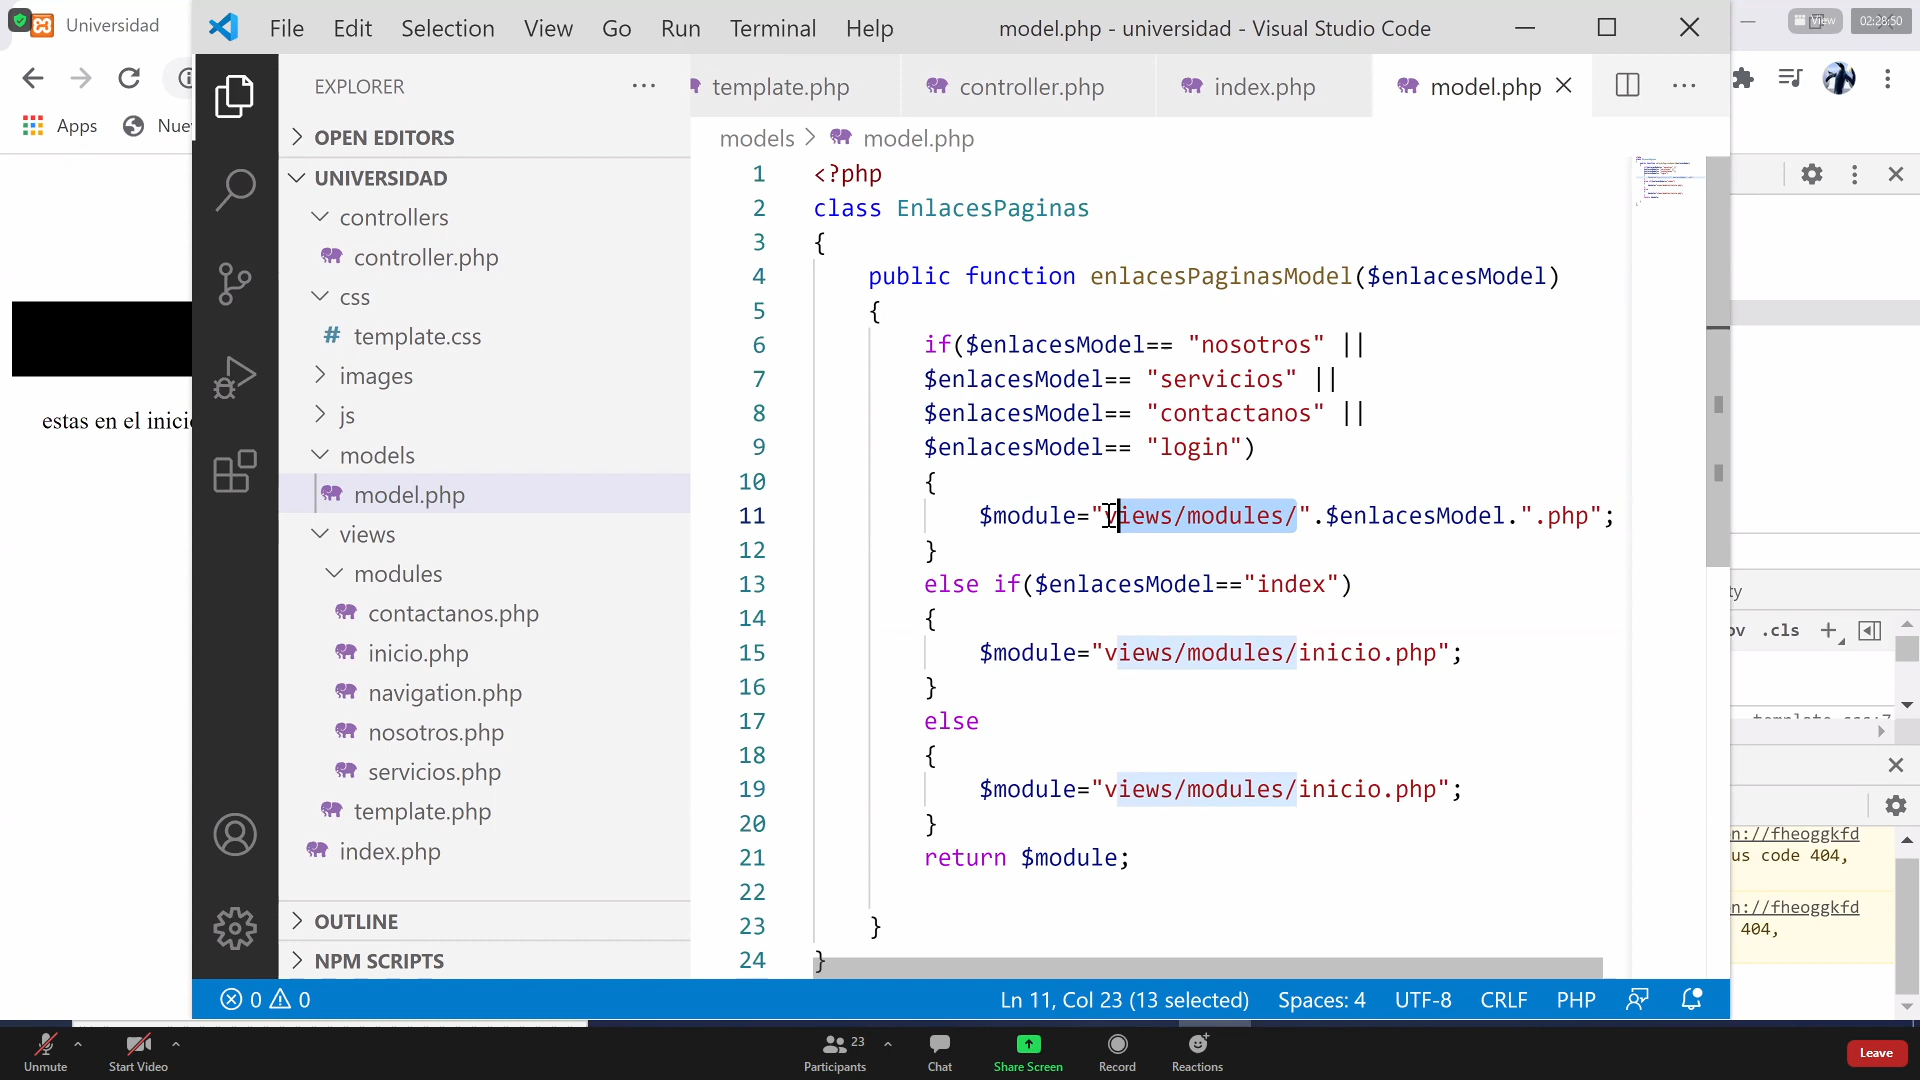 Universidad
File Edit Selection View Go Run Terminal Help
model.php - universidad - Visual Studio Code
View
02:28:50
EXPLORER
template.php
controller.php
index.php
model.php
Apps
OPEN EDITORS
models > model.php
UNIVERSIDAD
controllers
controller.php
css
template.css
images
js
models
model.php
views
modules
contactanos.php
inicio.php
navigation.php
nosotros.php
servicios.php
template.php
index.php
OUTLINE
NPM SCRIPTS
1 <?php
2 class EnlacesPaginas
3 {
4 public function enlacesPaginasModel($enlacesModel)
5 {
6 if($enlacesModel== "nosotros" ||
7 $enlacesModel== "servicios" ||
8 $enlacesModel== "contactanos" ||
9 $enlacesModel== "login")
10 {
11 $module="views/modules/".$enlacesModel.".php";
12 }
13 else if($enlacesModel=="index")
14 {
15 $module="views/modules/inicio.php";
16 }
17 else
18 {
19 $module="views/modules/inicio.php";
20 }
21 return $module;
22
23 }
24 }
estas en el inicio
.cls
n://fheoggkfd
us code 404,
n://fheoggkfd
404,
0 0
Ln 11, Col 23 (13 selected) Spaces: 4 UTF-8 CRLF PHP
Unmute
Start Video
23
Participants
Chat
Share Screen
Record
Reactions
Leave